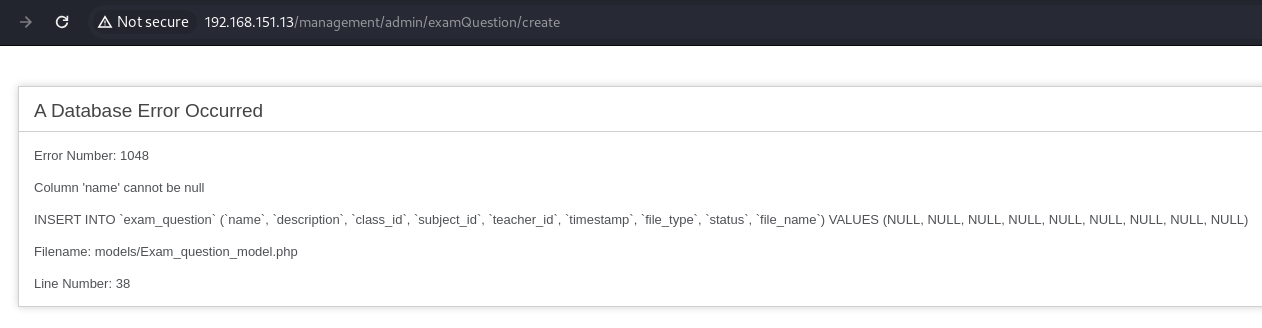 Not secure 192.168.151.13/management/admin/examQuestion/create
A Database Error Occurred
Error Number: 1048
Column 'name' cannot be null
INSERT INTO `exam_question` (`name`, `description`, `class_id`, `subject_id`, `teacher_id`, `timestamp`, `file_type`, `status`, `file_name`) VALUES (NULL, NULL, NULL, NULL, NULL, NULL, NULL, NULL, NULL)
Filename: models/Exam_question_model.php
Line Number: 38